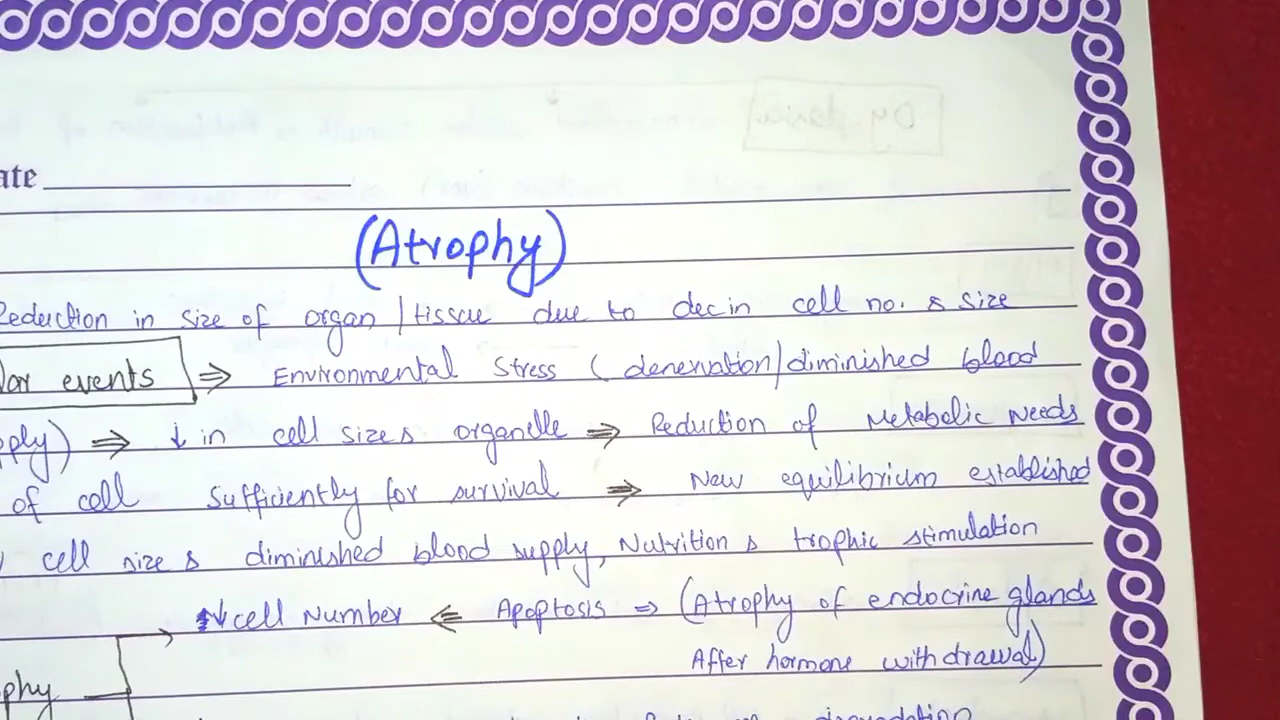 ate
(Atrophy)
Reduction in size of organ / tissue due to dec in cell no. & size
lar events ⇒ Environmental Stress ( denervation/diminished blood
pply) ⇒ ↓ in cell size & organelle ⇒ Reduction of Metabolic Needs
of cell sufficiently for survival ⇒ New equilibrium established
cell size & diminished blood supply, Nutrition & trophic stimulation
↓ cell Number ⇐ Apoptosis ⇒ (Atrophy of endocrine glands
After hormone withdrawal)
phy
degradation